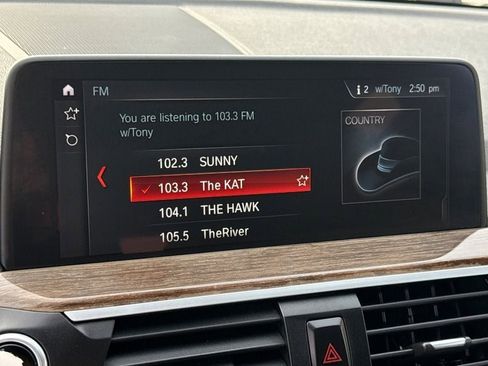 FM
i 2 w/Tony 2:50 pm
You are listening to 103.3 FM
w/Tony
COUNTRY
102.3 SUNNY
103.3 The KAT
104.1 THE HAWK
105.5 TheRiver